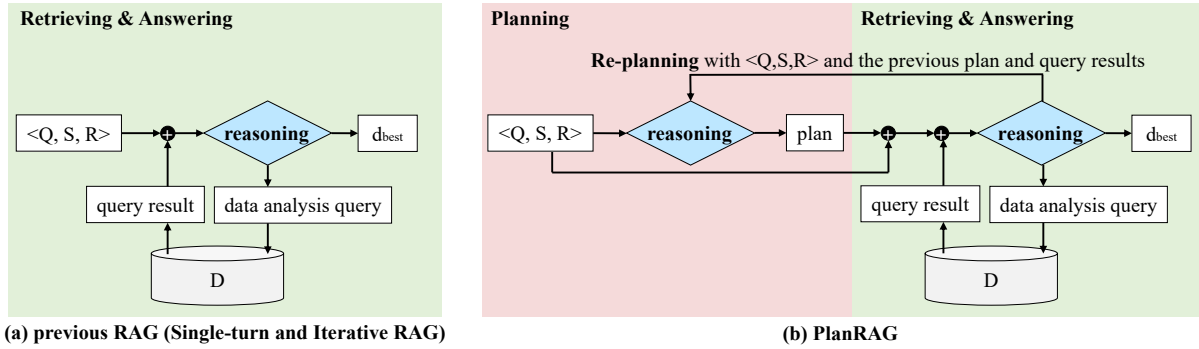 Retrieving & Answering
<Q, S, R>
+
reasoning
dbest
query result
data analysis query
D
(a) previous RAG (Single-turn and Iterative RAG)
Planning
Retrieving & Answering
Re-planning with <Q,S,R> and the previous plan and query results
<Q, S, R>
reasoning
plan
+
+
reasoning
dbest
query result
data analysis query
D
(b) PlanRAG